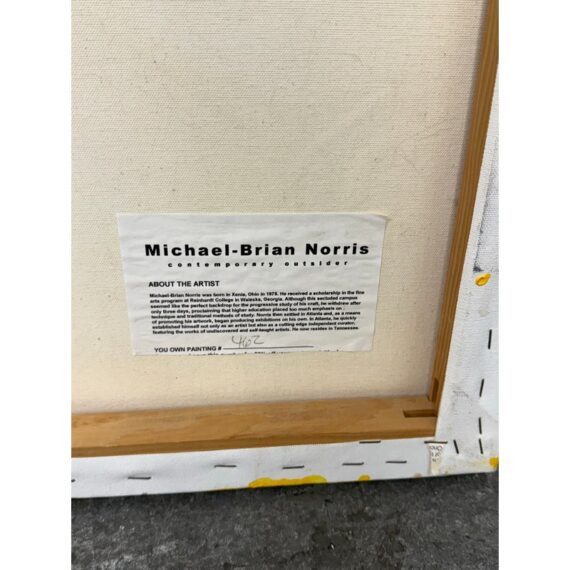 Michael-Brian Norris
contemporary outsider
ABOUT THE ARTIST
Michael-Brian Norris was born in Xenia, Ohio in 1975. He received a scholarship in the fine
arts program at Reinhardt College in Waleska, Georgia. Although this secluded campus
seemed like the perfect backdrop for the progressive study of his craft, he withdrew after
only three days, proclaiming that higher education placed too much emphasis on
technique and traditional methods of study. Norris then settled in Atlanta and, as a means
of promoting his artwork, began producing exhibitions on his own. In Atlanta, he quickly
established himself not only as an artist but also as a cutting edge independent curator,
featuring the works of undiscovered and self-taught artists. He now resides in Tennessee
YOU OWN PAINTING # 462